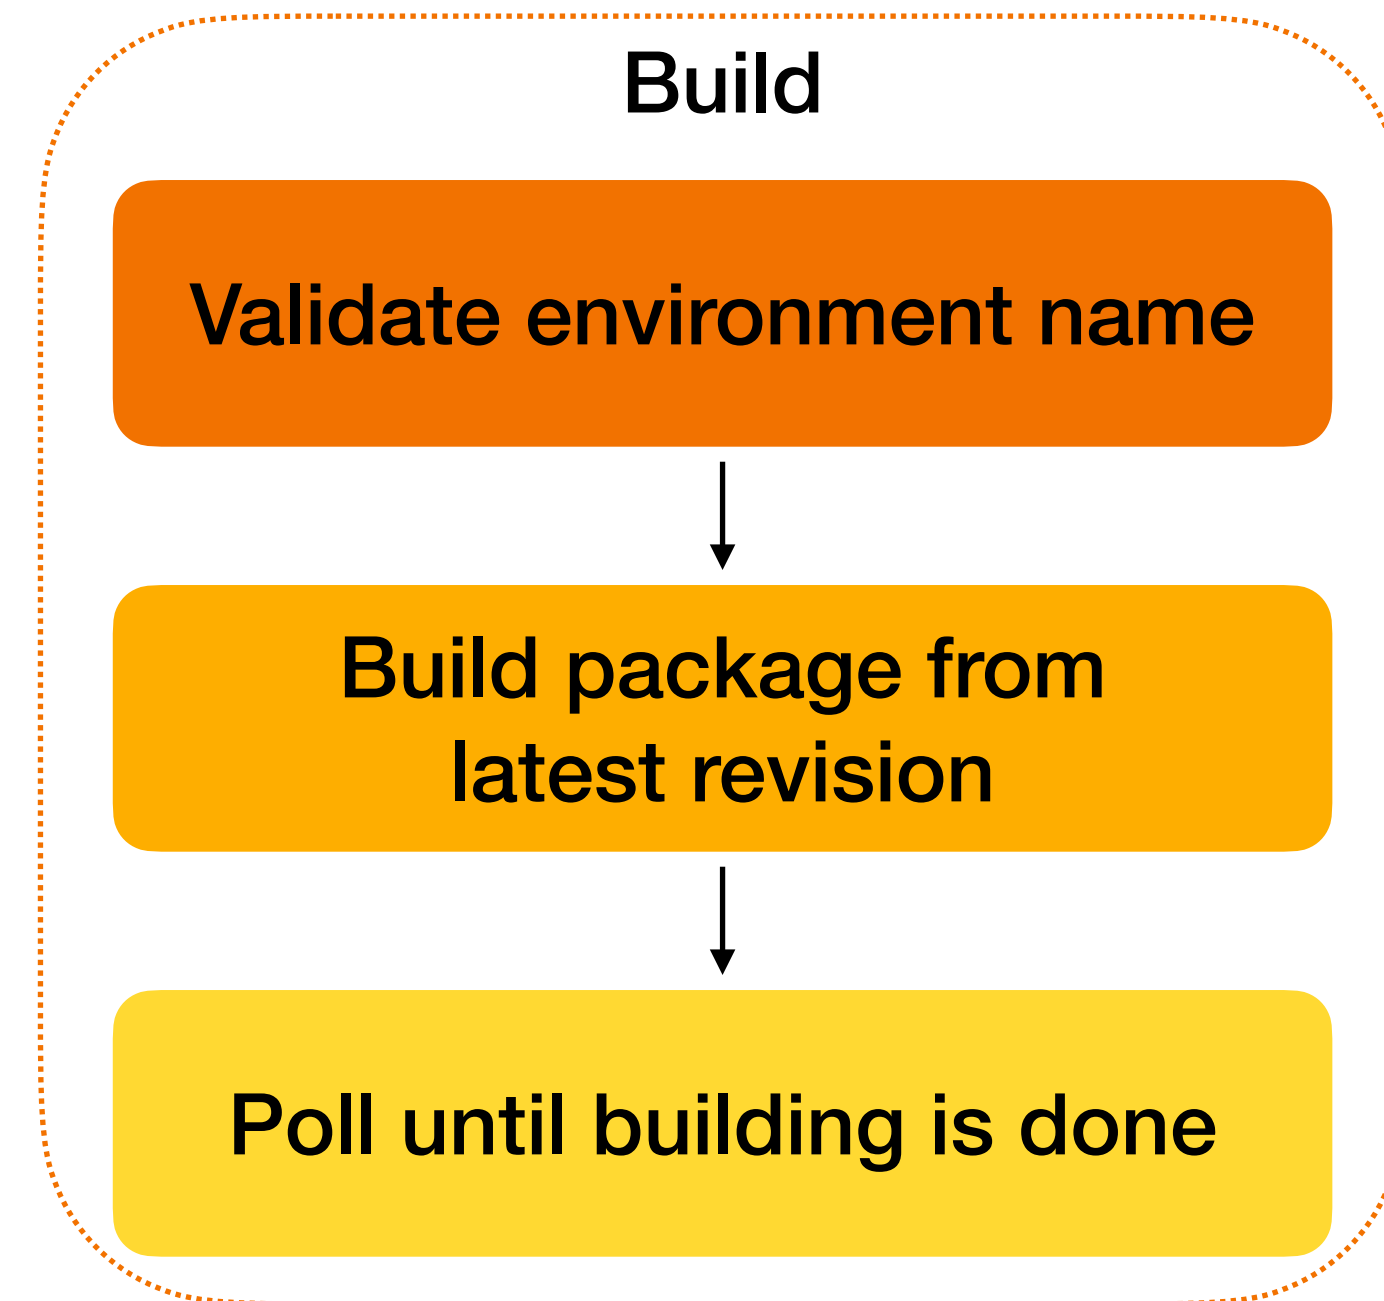 Build
Validate environment name
Build package from
latest revision
Poll until building is done